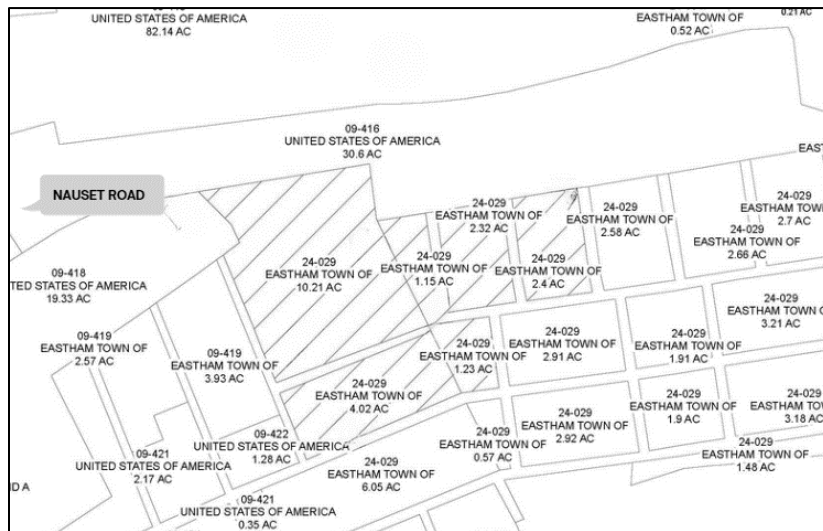 UNITED STATES OF AMERICA
82.14 AC
EASTHAM TOWN OF
0.52 AC
0.21 AC
09-416
UNITED STATES OF AMERICA
30.6 AC
EAST
NAUSET ROAD
24-029
EASTHAM TOWN OF
2.32 AC
24-029
EASTHAM TOWN OF
2.58 AC
24-029
EASTHAM TOWN
2.7 AC
24-029
EASTHAM TOWN OF
2.66 AC
24-029
EASTHAM TOWN OF
10.21 AC
24-029
EASTHAM TOWN OF
1.15 AC
24-029
EASTHAM TOWN OF
2.4 AC
09-418
TED STATES OF AMERICA
19.33 AC
24-029
EASTHAM TOWN O
3.21 AC
09-419
EASTHAM TOWN OF
2.57 AC
09-419
EASTHAM TOWN OF
3.93 AC
24-029
EASTHAM TOWN OF
1.23 AC
24-029
EASTHAM TOWN OF
2.91 AC
24-029
EASTHAM TOWN OF
1.91 AC
24-029
EASTHAM TOWN OF
4.02 AC
24-029
EASTHAM TOWN OF
1.9 AC
24-029
EASTHAM TOW
3.18 AC
24-029
EASTHAM TOWN OF
2.92 AC
09-422
UNITED STATES OF AMERICA
1.28 AC
24-029
EASTHAM TOWN OF
0.57 AC
24-029
EASTHAM TOWN OF
1.48 AC
09-421
UNITED STATES OF AMERICA
2.17 AC
24-029
EASTHAM TOWN OF
6.05 AC
ID A
09-421
UNITED STATES OF AMERICA
0.35 AC